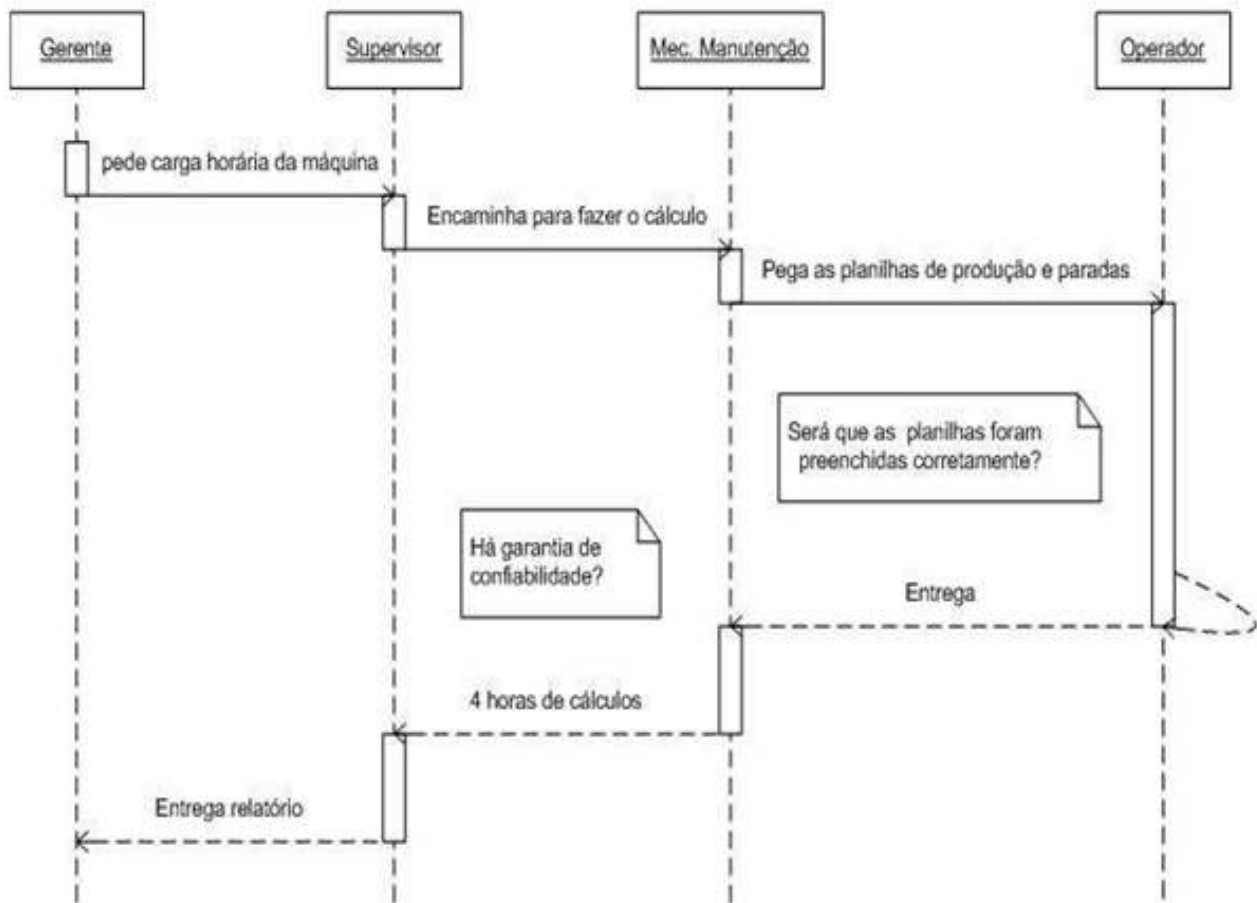 Gerente
Supervisor
Mec. Manutenção
Operador
pede carga horária da máquina
Encaminha para fazer o cálculo
Pega as planilhas de produção e paradas
Será que as planilhas foram
preenchidas corretamente?
Há garantia de
confiabilidade?
Entrega
4 horas de cálculos
Entrega relatório